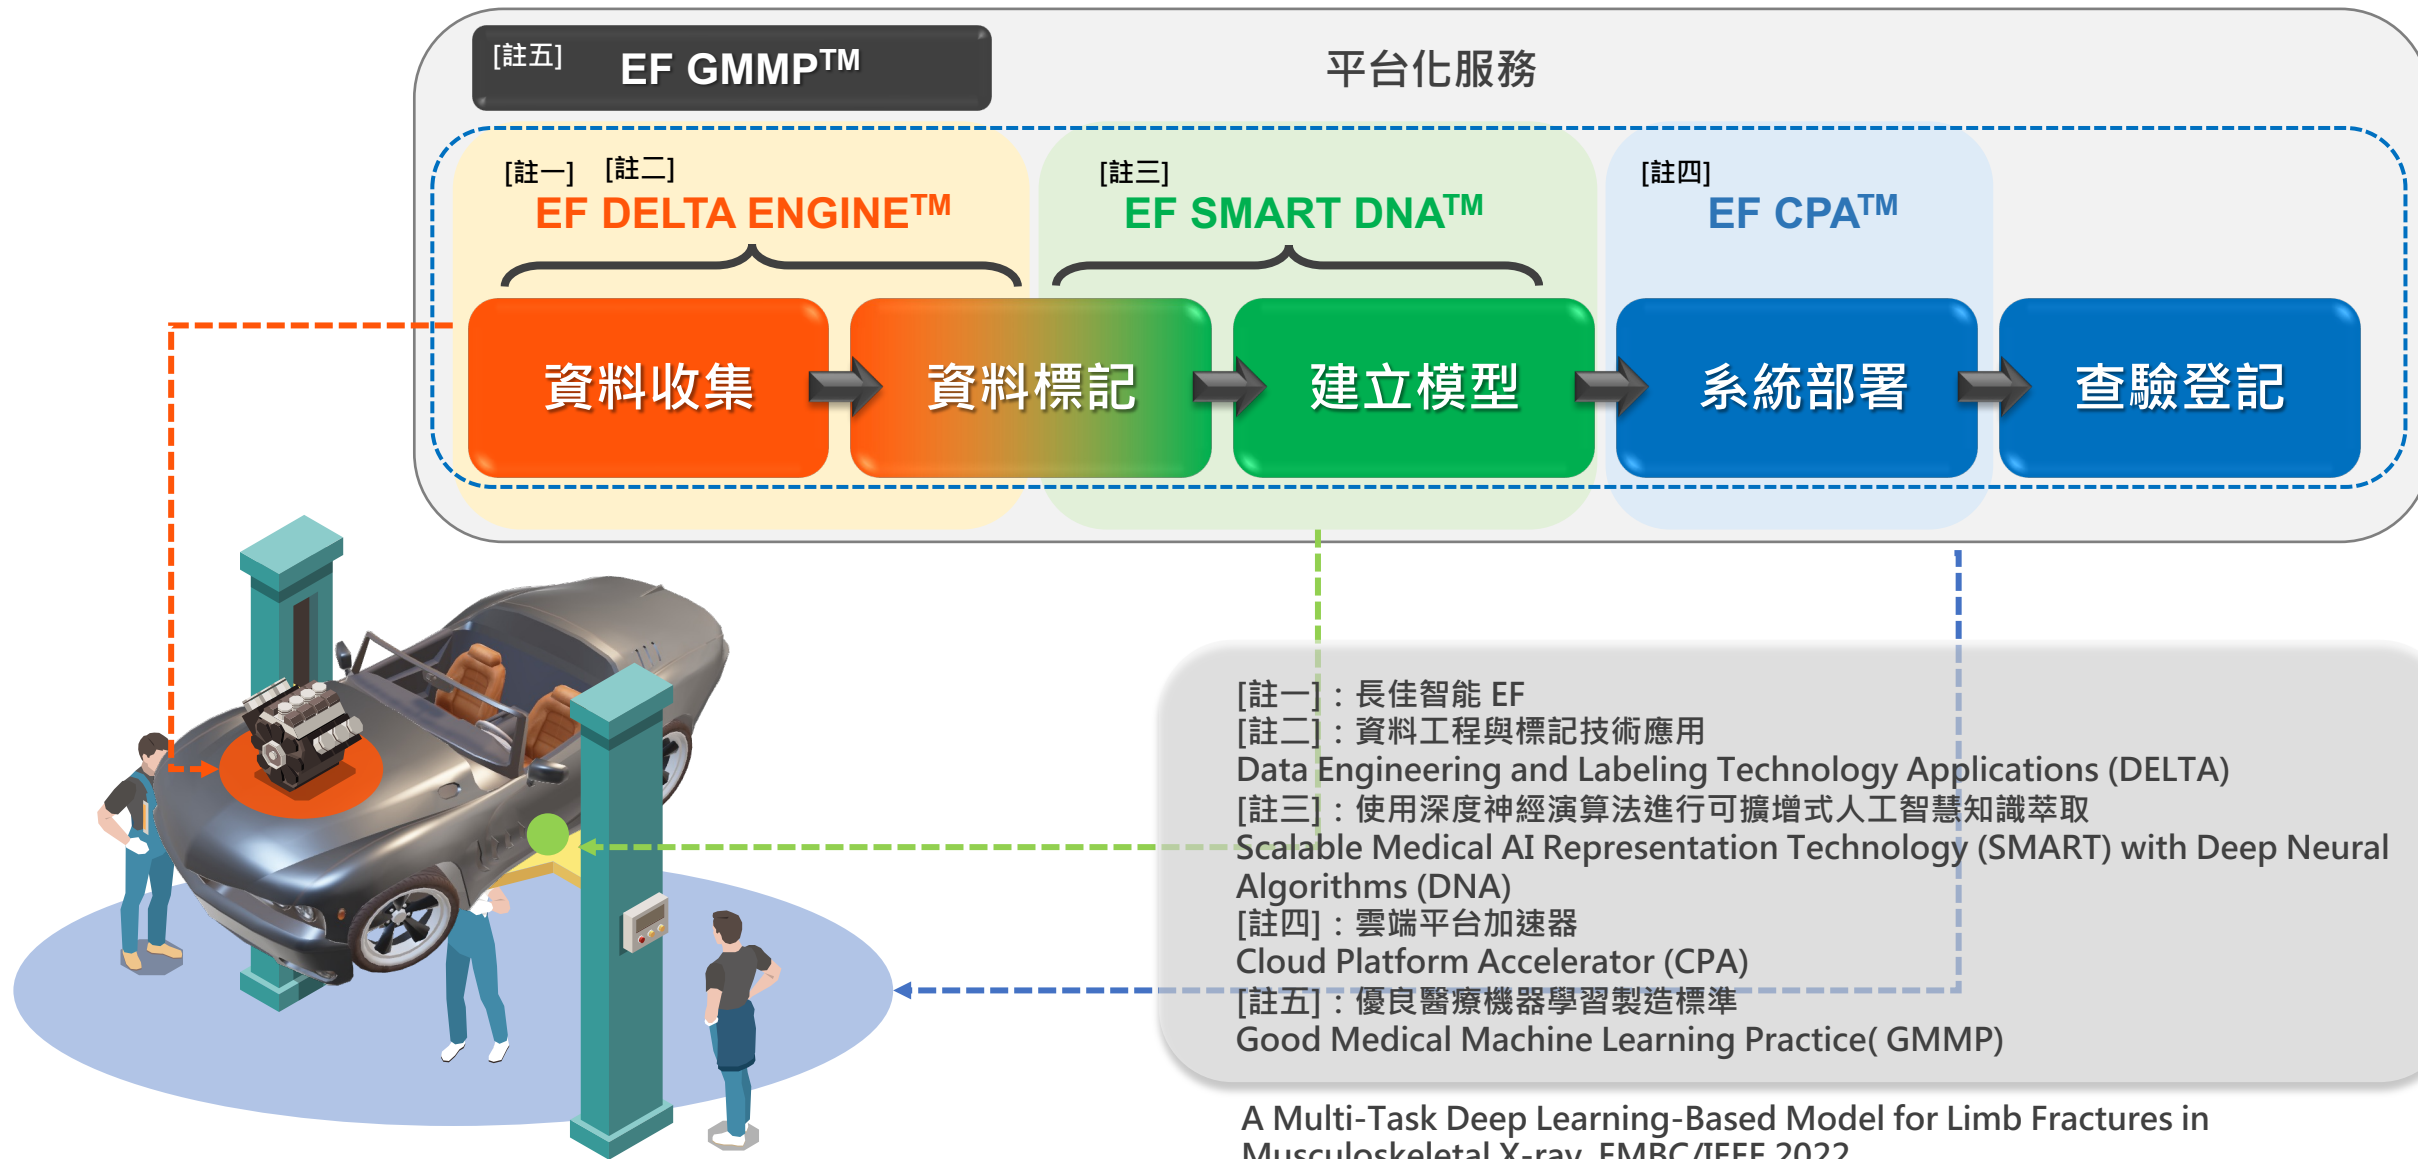 [註五] EF GMMP™
平台化服務
[註一] [註二]
EF DELTA ENGINE™
[註三]
EF SMART DNA™
[註四]
EF CPA™
資料收集
資料標記
建立模型
系統部署
查驗登記
[註一]：長佳智能 EF
[註二]：資料工程與標記技術應用
Data Engineering and Labeling Technology Applications (DELTA)
[註三]：使用深度神經演算法進行可擴增式人工智慧知識萃取
Scalable Medical AI Representation Technology (SMART) with Deep Neural
Algorithms (DNA)
[註四]：雲端平台加速器
Cloud Platform Accelerator (CPA)
[註五]：優良醫療機器學習製造標準
Good Medical Machine Learning Practice( GMMP)
A Multi-Task Deep Learning-Based Model for Limb Fractures in
Musculoskeletal X-ray, EMBC/IEEE 2022